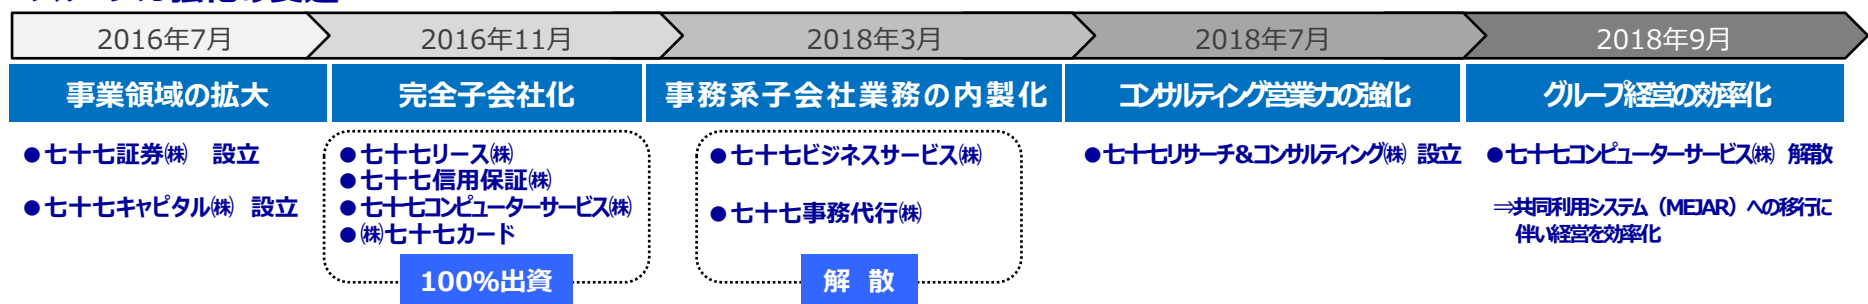 2016年7月
2016年11月
2018年3月
2018年7月
2018年9月
事業領域の拡大
完全子会社化
事務系子会社業務の内製化
コンサルティング営業力の強化
グループ経営の効率化
●七十七証券㈱ 設立
●七十七キャピタル㈱ 設立
●七十七リース㈱
●七十七信用保証㈱
●七十七コンピューターサービス㈱
●㈱七十七カード
100%出資
●七十七ビジネスサービス㈱
●七十七事務代行㈱
解 散
●七十七リサーチ&コンサルティング㈱ 設立
●七十七コンピューターサービス㈱ 解散
⇒共同利用システム（MEJAR）への移行に
伴い経営を効率化